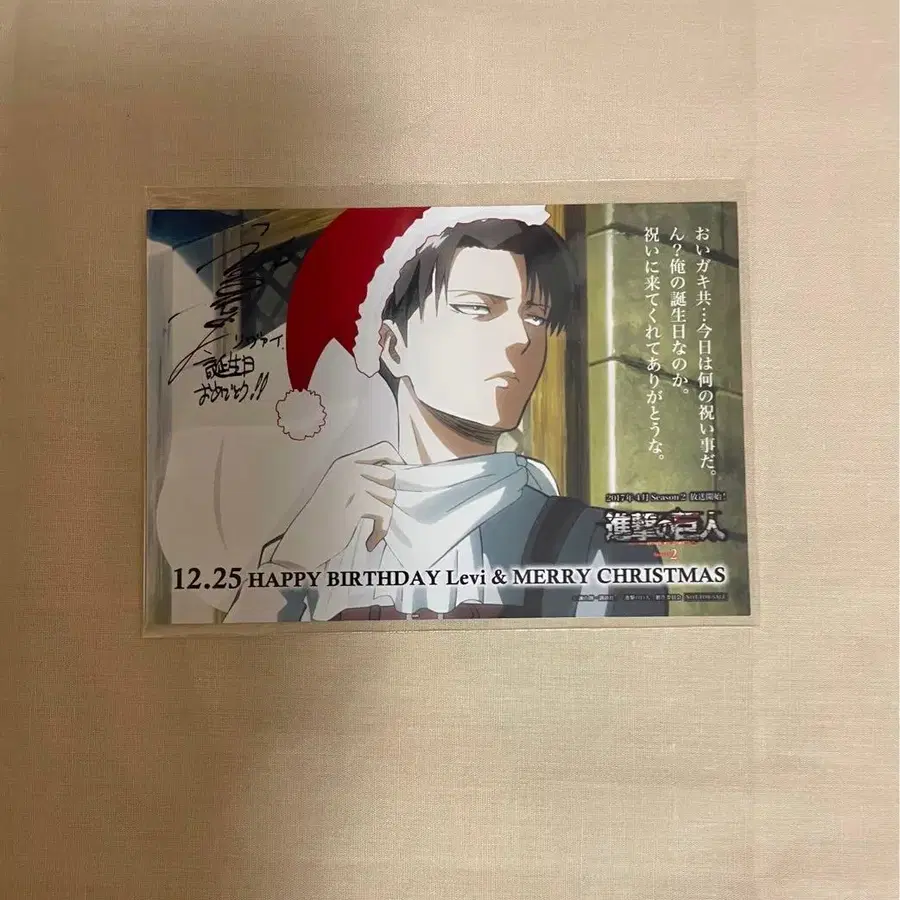 おいガキ共…今日は何の祝い事だ。
ん？俺の誕生日なのか。
祝いに来てくれてありがとうな。
リヴァイ
誕生日
おめでとう!!
2017年4月 Season 2 放送開始!
進撃の巨人
2
12.25 HAPPY BIRTHDAY Levi & MERRY CHRISTMAS